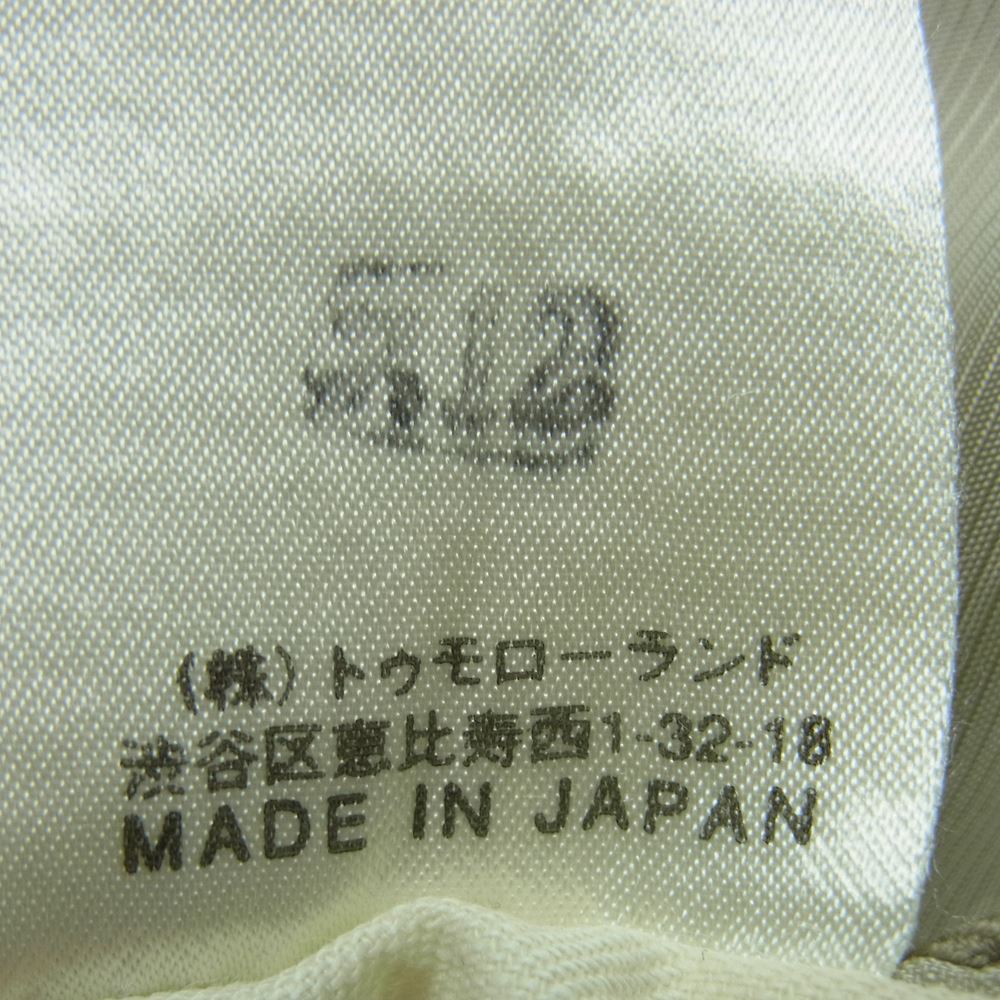 (株)トゥモローランド
渋谷区恵比寿西1-32-18
MADE IN JAPAN